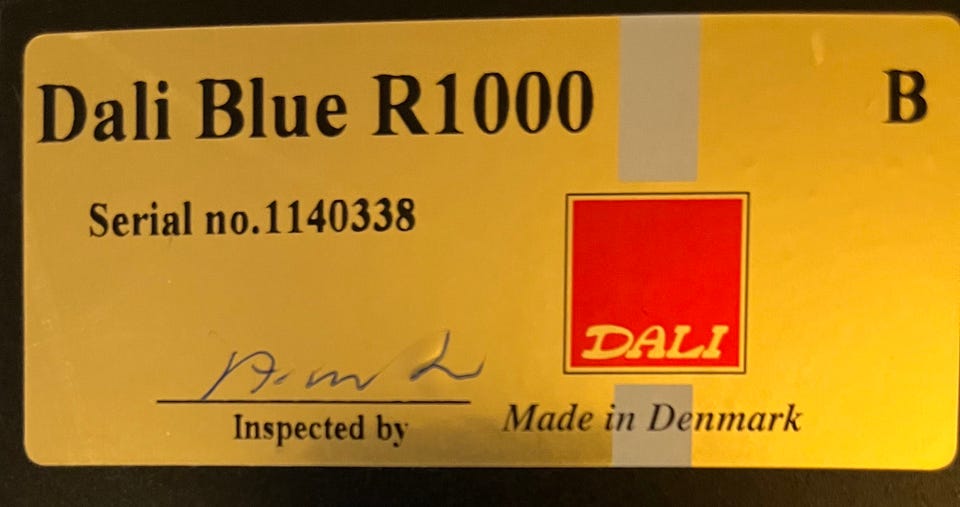 Dali Blue R1000 B
Serial no.1140338
DALI
Inspected by
Made in Denmark